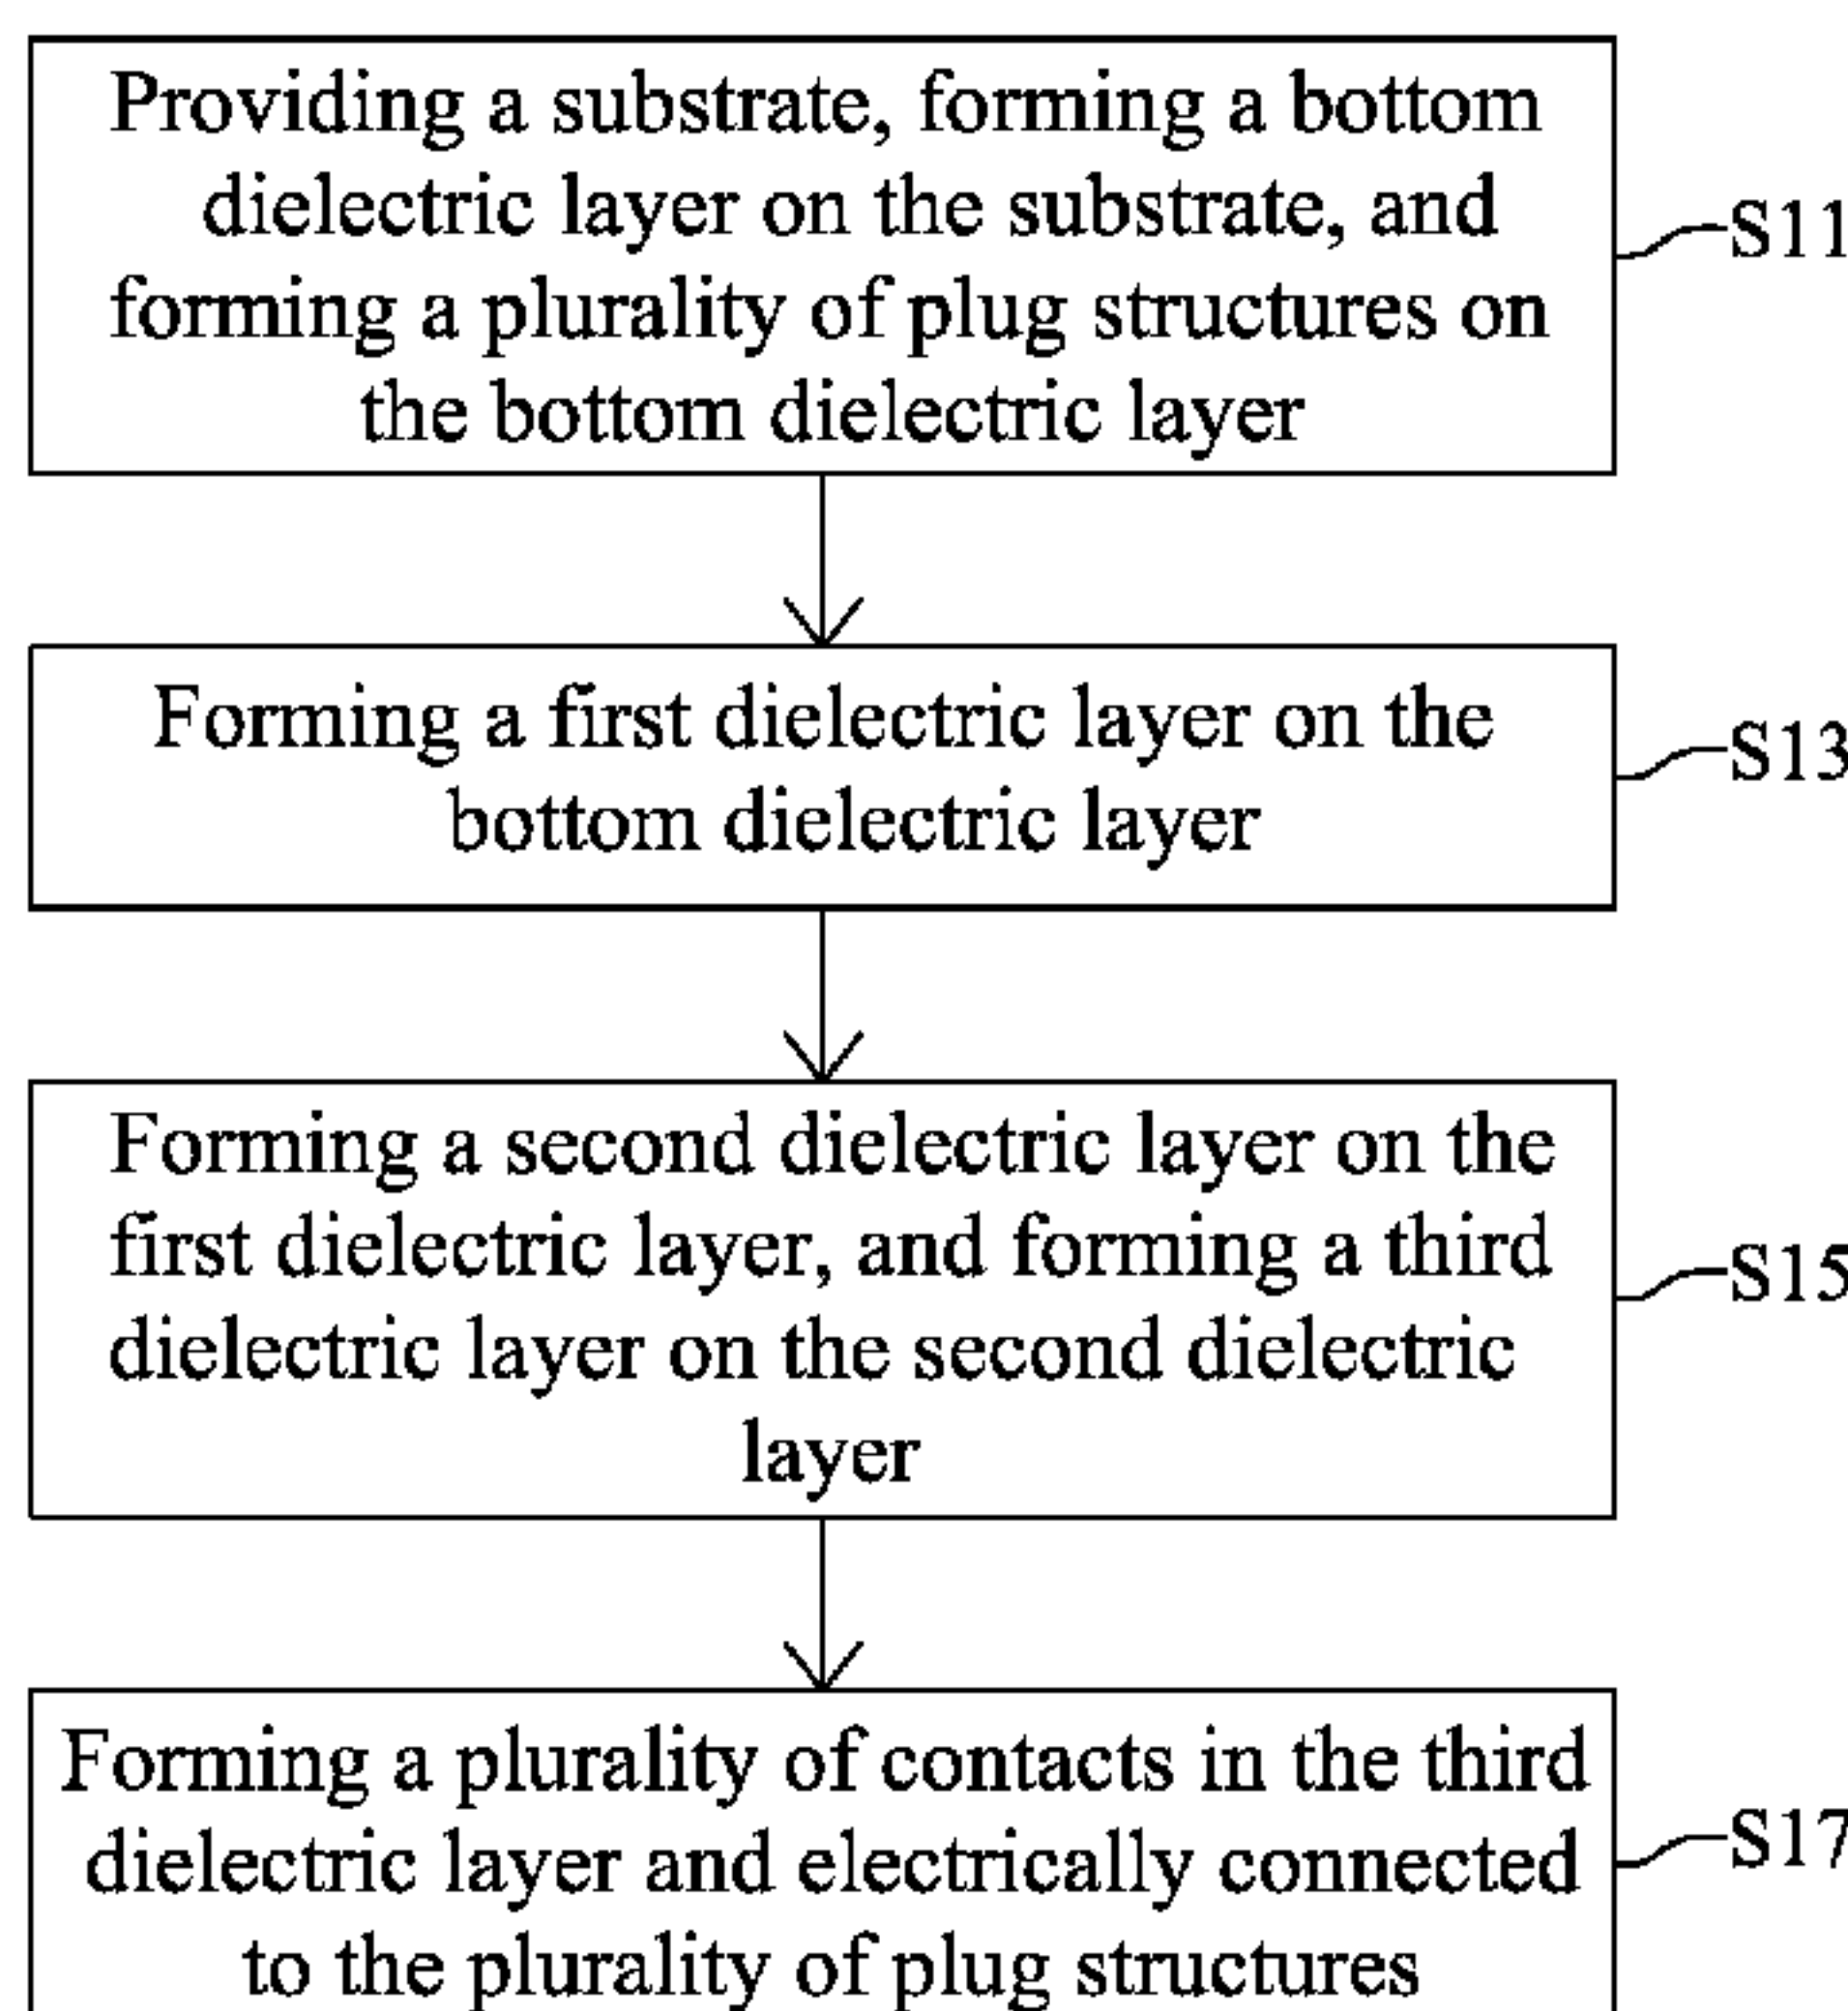 Providing a substrate, forming a bottom
dielectric layer on the substrate, and
forming a plurality of plug structures on
the bottom dielectric layer
S11
Forming a first dielectric layer on the
bottom dielectric layer
S13
Forming a second dielectric layer on the
first dielectric layer, and forming a third
dielectric layer on the second dielectric
layer
S15
Forming a plurality of contacts in the third
dielectric layer and electrically connected
to the plurality of plug structures
S17